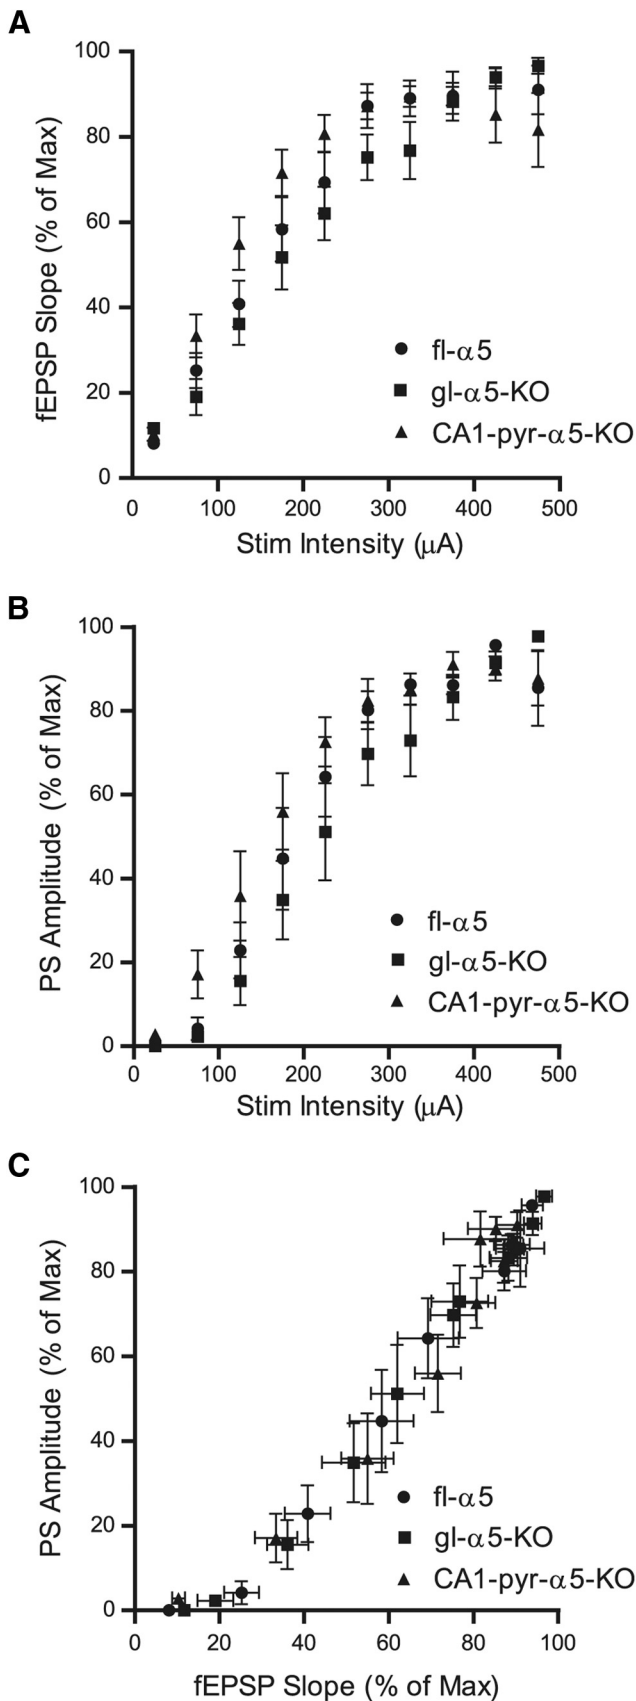 A
100
80
60
40
20
0
fEPSP Slope (% of Max)
fl-α5
gl-α5-KO
CA1-pyr-α5-KO
0 100 200 300 400 500
Stim Intensity (μA)
B
100
80
60
40
20
0
PS Amplitude (% of Max)
fl-α5
gl-α5-KO
CA1-pyr-α5-KO
0 100 200 300 400 500
Stim Intensity (μA)
C
100
80
60
40
20
0
PS Amplitude (% of Max)
fl-α5
gl-α5-KO
CA1-pyr-α5-KO
0 20 40 60 80 100
fEPSP Slope (% of Max)